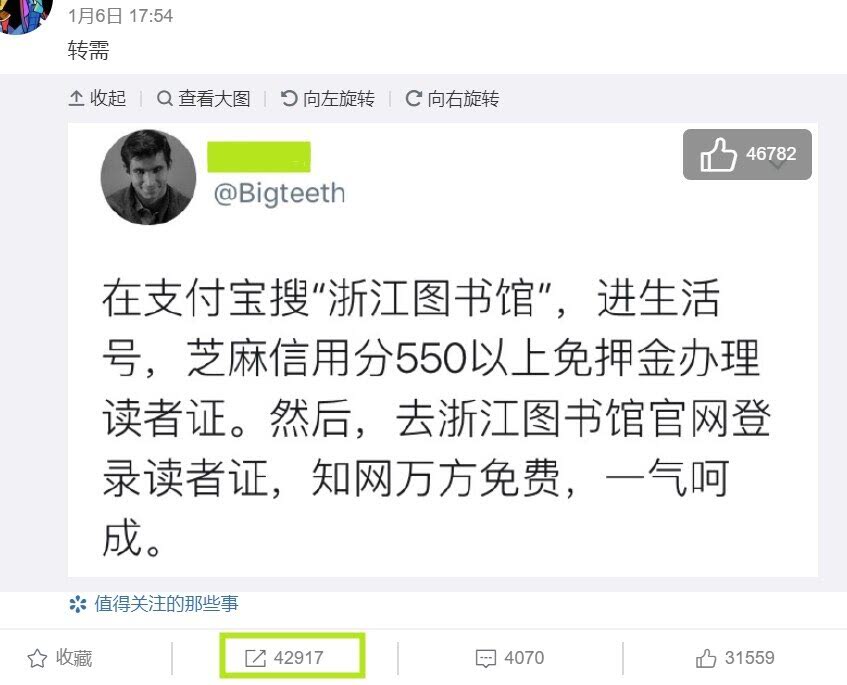 1月6日 17:54
转需
收起 查看大图 向左旋转 向右旋转
46782
@Bigteeth
在支付宝搜“浙江图书馆”，进生活
号，芝麻信用分550以上免押金办理
读者证。然后，去浙江图书馆官网登
录读者证，知网万方免费，一气呵
成。
值得关注的那些事
收藏 42917 4070 31559